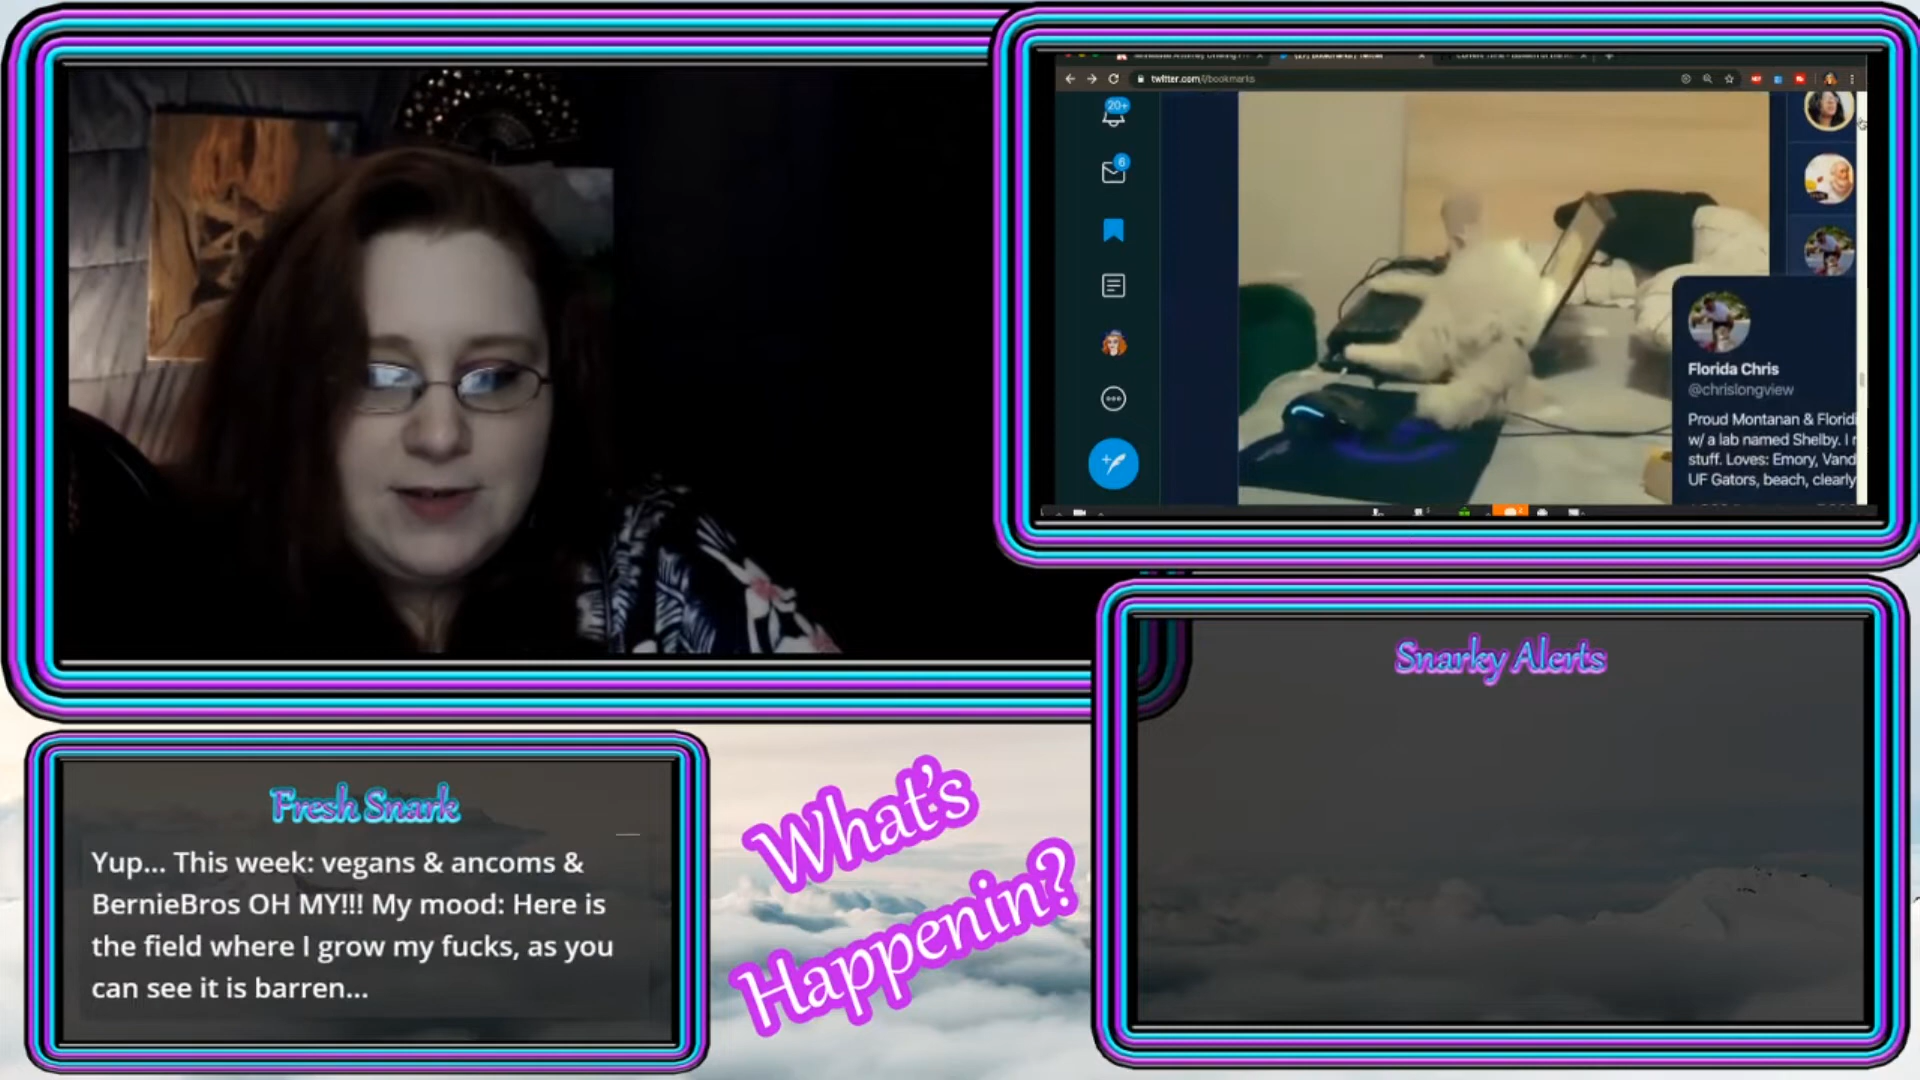 twitter.com/i/bookmarks
20+
6
Florida Chris
@chrislongview
Proud Montanan & Floridi
w/ a lab named Shelby. I
stuff. Loves: Emory, Vand
UF Gators, beach, clearly
Snarky Alerts
Fresh Snark
Yup... This week: vegans & ancoms &
BernieBros OH MY!!! My mood: Here is
the field where I grow my fucks, as you
can see it is barren...
What's
Happenin?